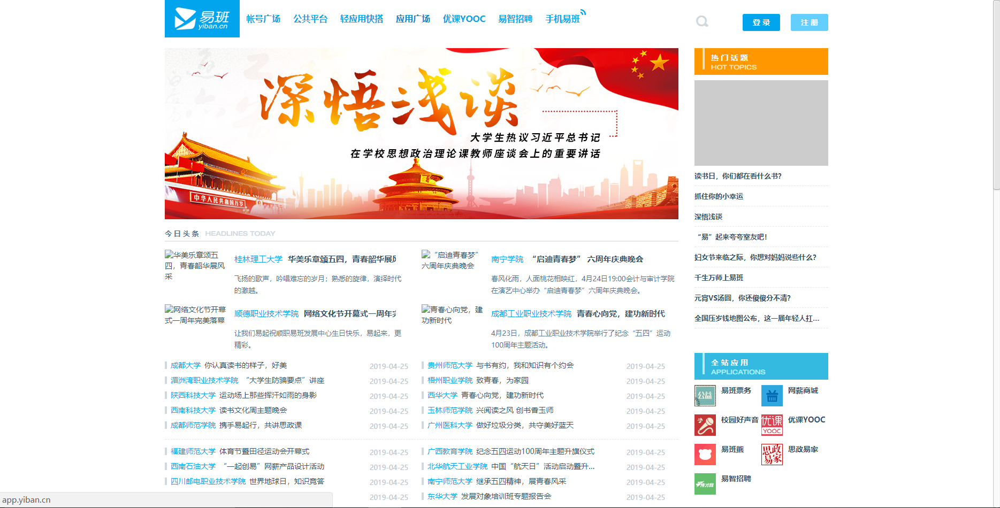 易班
yiban.cn
帐号广场 公共平台 轻应用快搭 应用广场 优课YOOC 易智招聘 手机易班
登 录 注 册
深悟浅谈
大学生热议习近平总书记
在学校思想政治理论课教师座谈会上的重要讲话
中华人民共和国万岁
热门话题
HOT TOPICS
读书日，你们都在看什么书？
抓住你的小幸运
深悟浅谈
“易”起来夸夸室友吧！
妇女节来临之际，你想对妈妈说些什么？
千生万师上易班
元宵VS汤圆，你还傻傻分不清？
全国压岁钱地图公布，这一届年轻人扛...
今日头条 HEADLINES TODAY
华美乐章颂五
四，青春韶华展风
采
桂林理工大学 华美乐章颂五四，青春韶华展风
飞扬的歌声，吟唱难忘的岁月；熟悉的旋律，演绎时代
的激越。
“启迪青春梦”
六周年庆典晚会
南宁学院 “启迪青春梦” 六周年庆典晚会
春风化雨，人面桃花相映红，4月24日19:00会计与审计学院
在演艺中心举办“启迪青春梦”六周年庆典晚会。
网络文化节开幕
式一周年完美落幕
顺德职业技术学院 网络文化节开幕式一周年完
让我们易起祝顺职易班发展中心生日快乐，易起来，更
精彩。
青春心向党，建
功新时代
成都工业职业技术学院 青春心向党，建功新时代
4月23日，成都工业职业技术学院举行了纪念“五四”运动
100周年主题活动。
成都大学 你认真读书的样子，好美 2019-04-25
湄洲湾职业技术学院 “大学生防骗要点”讲座 2019-04-25
陕西科技大学 运动场上那些挥汗如雨的身影 2019-04-25
西南科技大学 读书文化周主题晚会 2019-04-25
成都师范学院 携手易起行，共讲思政课 2019-04-25
贵州师范大学 与书有约，我和知识有个约会 2019-04-25
梧州职业学院 致青春，为家园 2019-04-25
西华大学 青春心向党，建功新时代 2019-04-25
玉林师范学院 兴阅读之风 创书香玉师 2019-04-25
广州医科大学 做好垃圾分类，共守美好蓝天 2019-04-25
福建师范大学 体育节暨田径运动会开幕式 2019-04-25
西南石油大学 “一起创易”网薪产品设计活动 2019-04-25
四川邮电职业技术学院 世界地球日，知识竞答 2019-04-25
2019-04-25
广西教育学院 纪念五四运动100周年主题升旗仪式 2019-04-25
北华航天工业学院 中国“航天日”活动启动暨升... 2019-04-25
南宁师范大学 继承五四精神，展青春风采 2019-04-25
东华大学 发展对象培训班专题报告会 2019-04-25
全站应用
APPLICATIONS
公益 易班票务
网薪商城
校园好声音
优课 YOOC 优课YOOC
易班熊
思政易家 思政易家
易智招聘
app.yiban.cn